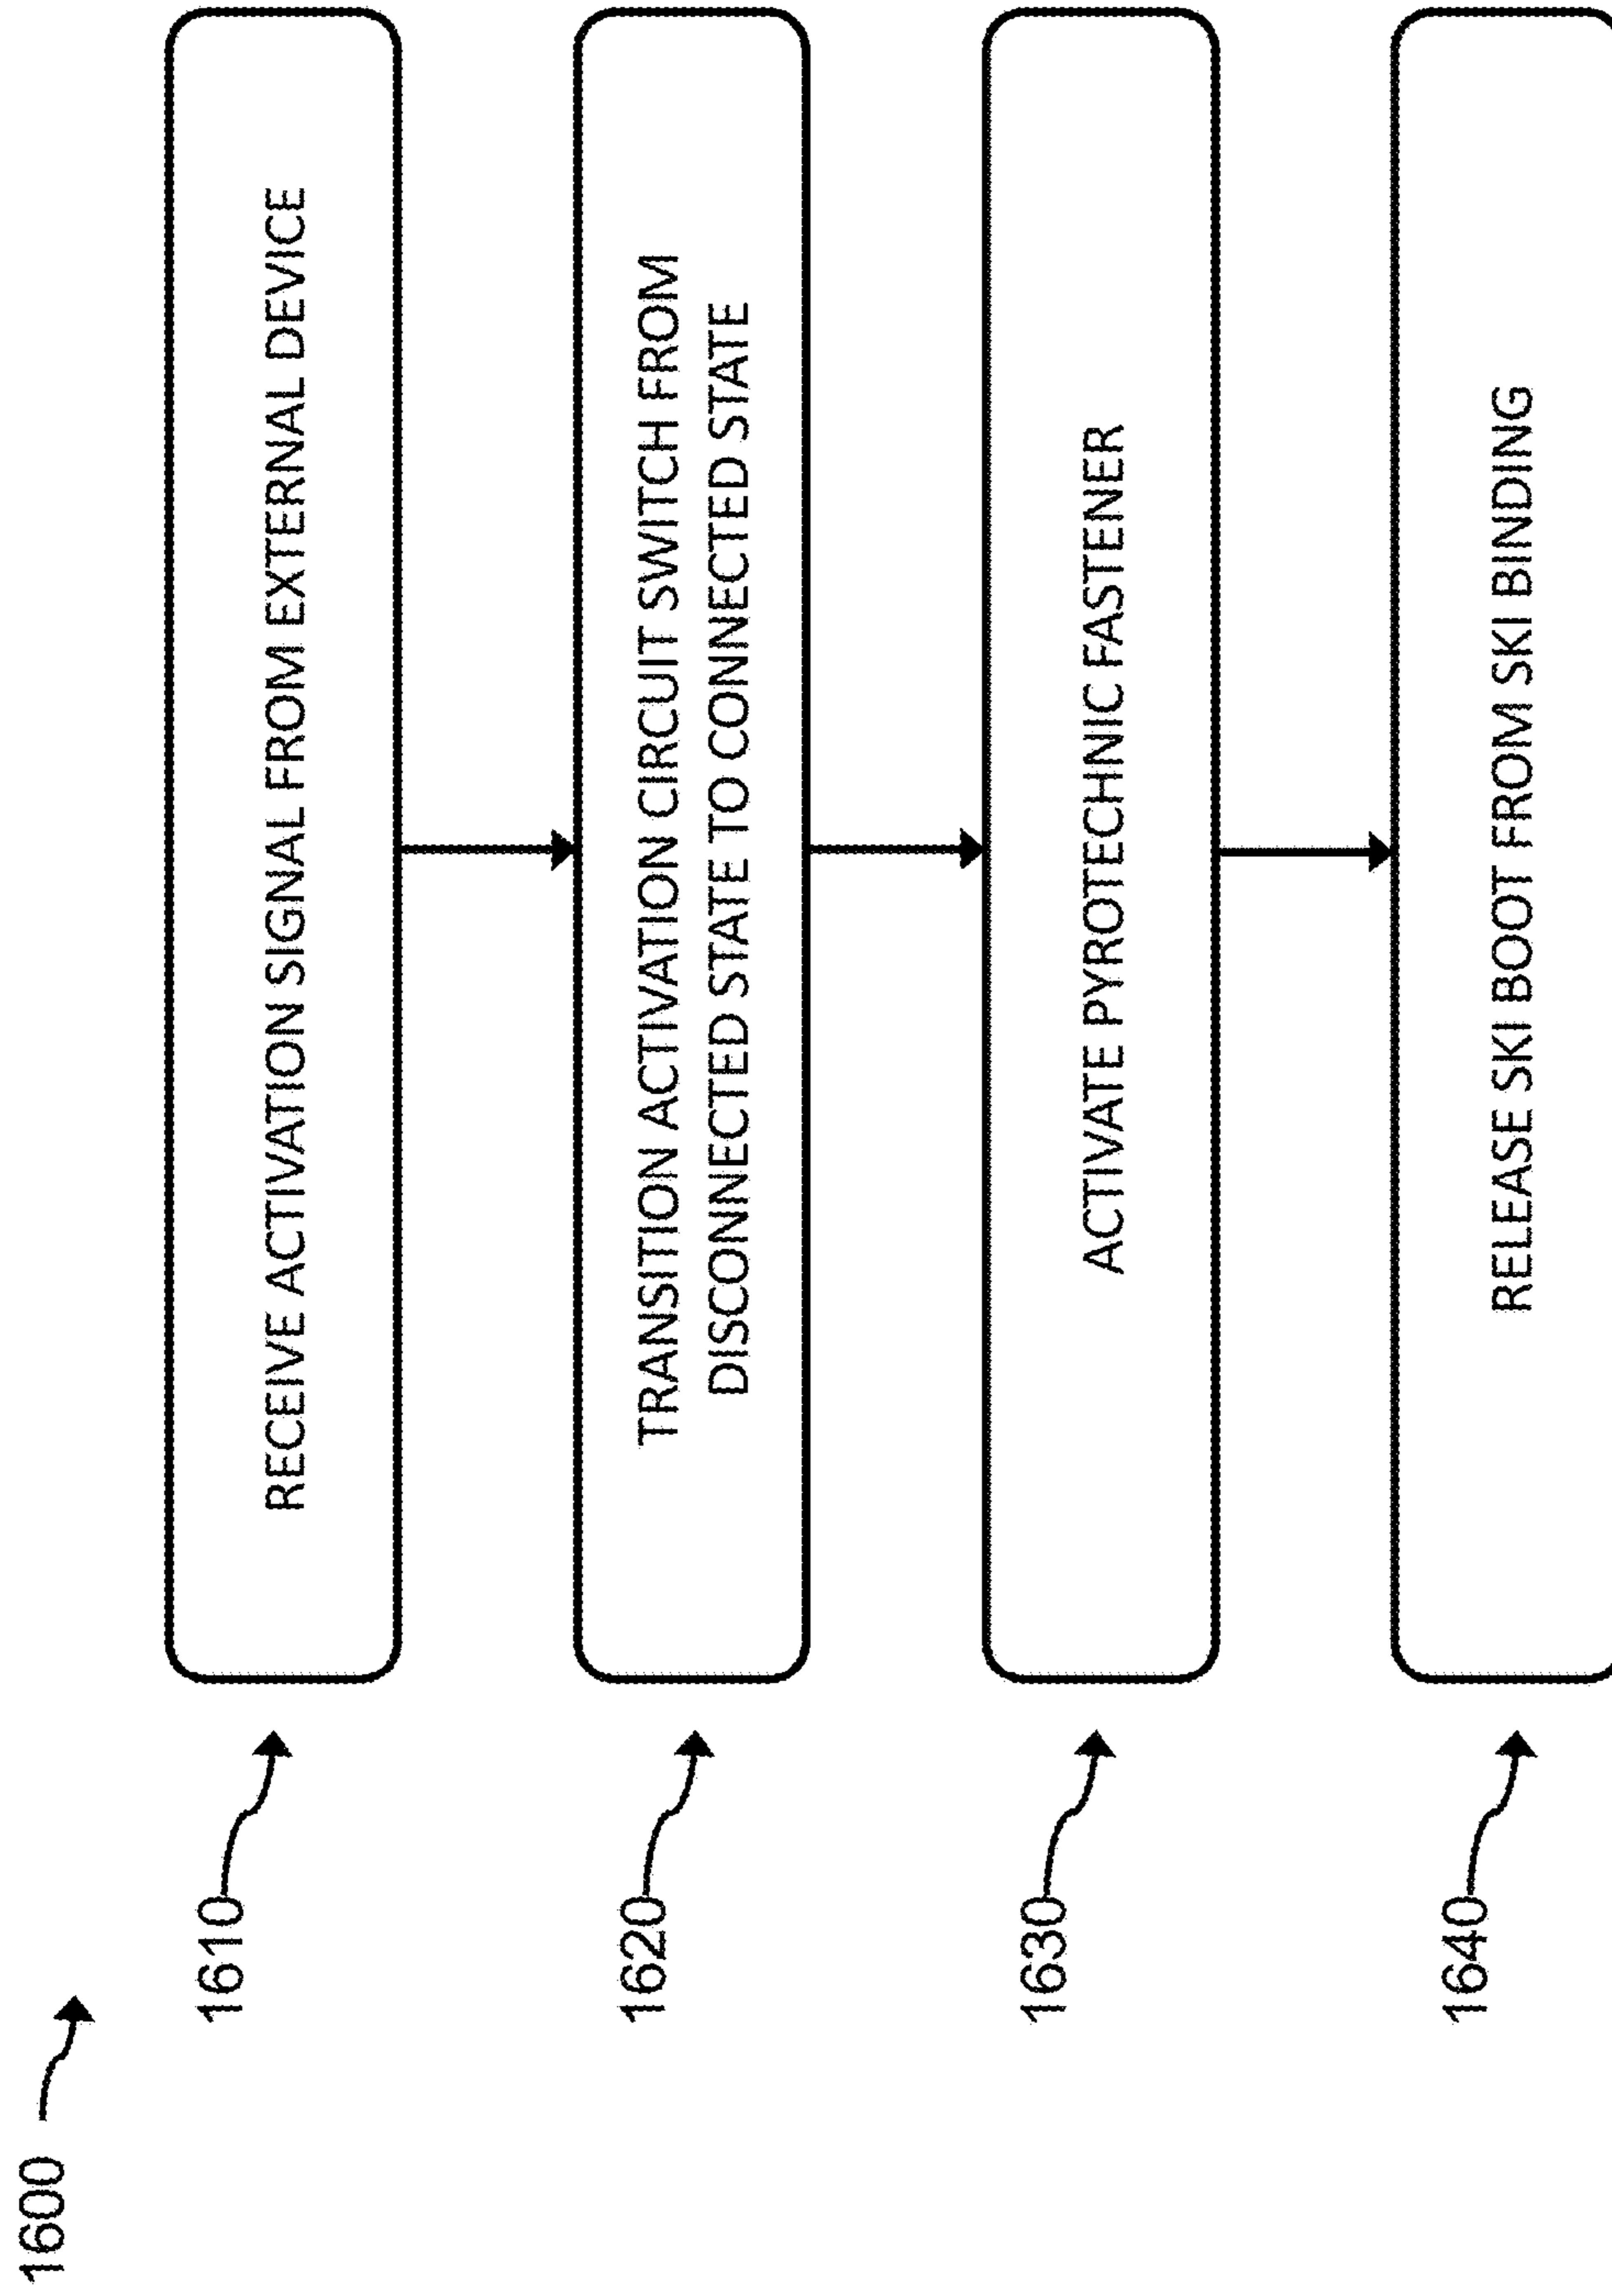 1600
1610
RECEIVE ACTIVATION SIGNAL FROM EXTERNAL DEVICE
1620
TRANSITION ACTIVATION CIRCUIT SWITCH FROM
DISCONNECTED STATE TO CONNECTED STATE
1630
ACTIVATE PYROTECHNIC FASTENER
1640
RELEASE SKI BOOT FROM SKI BINDING